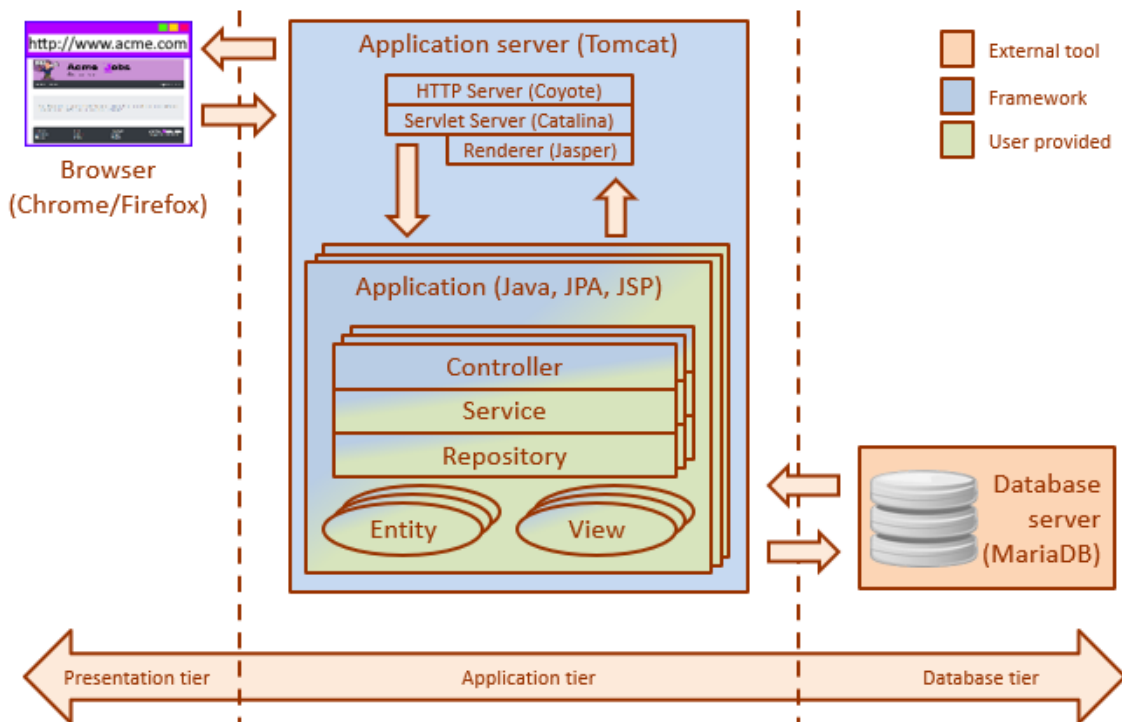 http://www.acme.com
Acme Jobs
Browser
(Chrome/Firefox)
Application server (Tomcat)
HTTP Server (Coyote)
Servlet Server (Catalina)
Renderer (Jasper)
Application (Java, JPA, JSP)
Controller
Service
Repository
Entity
View
External tool
Framework
User provided
Database
server
(MariaDB)
Presentation tier
Application tier
Database tier